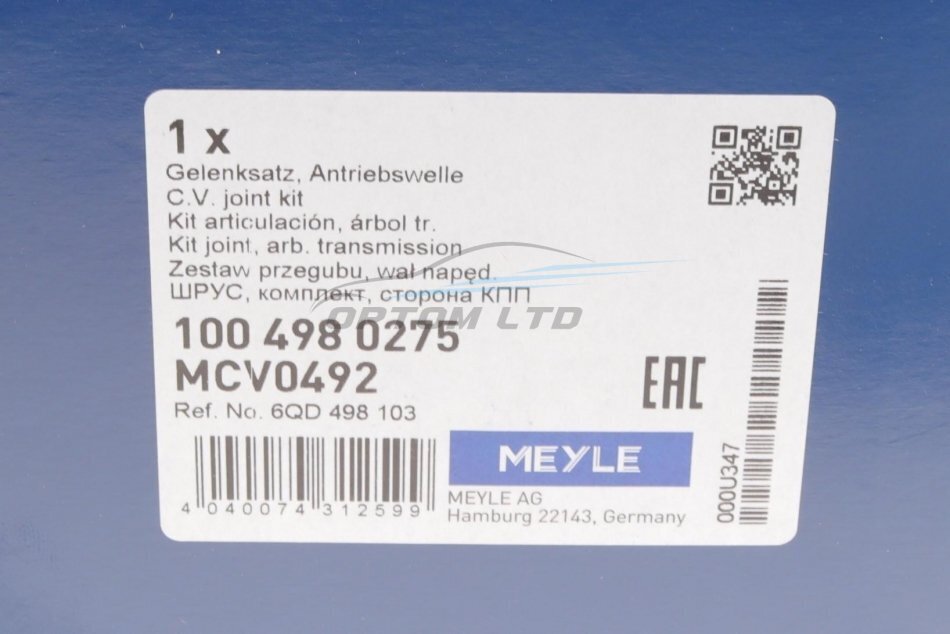 1 x
Gelenksatz, Antriebswelle
C.V. joint kit
Kit articulación, árbol tr.
Kit joint, arb. transmission
Zestaw przegubu, wał napęd.
ШРУС, комплект, сторона КПП
ORTOM LTD
100 498 0275
MCV0492
Ref. No. 6QD 498 103
EAC
4 040074 312599
MEYLE
MEYLE AG
Hamburg 22143, Germany
000U347